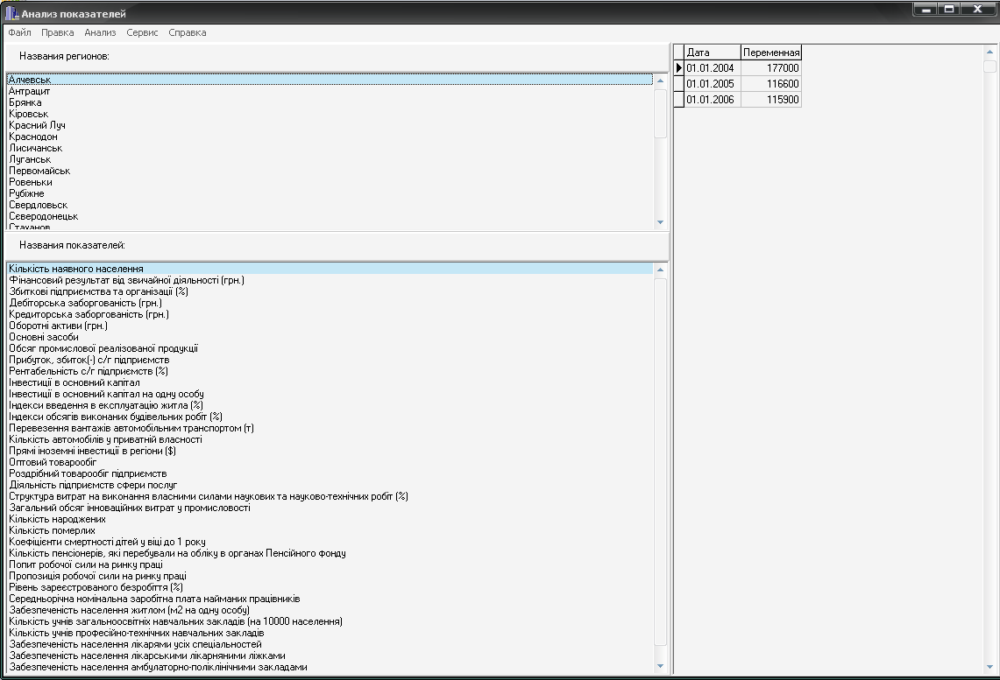 Анализ показателей
Файл Правка Анализ Сервис Справка
Названия регионов:
Алчевськ
Антрацит
Брянка
Кіровськ
Красний Луч
Краснодон
Лисичанськ
Луганськ
Первомайськ
Ровеньки
Рубіжне
Свердловськ
Сєверодонецьк
Стаханов
Названия показателей:
Кількість наявного населення
Фінансовий результат від звичайної діяльності (грн.)
Збиткові підприємства та організації (%)
Дебіторська заборгованість (грн.)
Кредиторська заборгованість (грн.)
Оборотні активи (грн.)
Основні засоби
Обсяг промислової реалізованої продукції
Прибуток, збиток(-) с/г підприємств
Рентабельність с/г підприємств (%)
Інвестиції в основний капітал
Інвестиції в основний капітал на одну особу
Індекси введення в експлуатацію житла (%)
Індекси обсягів виконаних будівельних робіт (%)
Перевезення вантажів автомобільним транспортом (т)
Кількість автомобілів у приватній власності
Прямі іноземні інвестиції в регіони ($)
Оптовий товарообіг
Роздрібний товарообіг підприємств
Діяльність підприємств сфери послуг
Структура витрат на виконання власними силами наукових та науково-технічних робіт (%)
Загальний обсяг інноваційних витрат у промисловості
Кількість народжених
Кількість померлих
Коефіцієнти смертності дітей у віці до 1 року
Кількість пенсіонерів, які перебували на обліку в органах Пенсійного Фонду
Попит робочої сили на ринку праці
Пропозиція робочої сили на ринку праці
Рівень зареєстрованого безробіття (%)
Середньорічна номінальна заробітна плата найманих працівників
Забезпеченість населення житлом (м2 на одну особу)
Кількість учнів загальноосвітніх навчальних закладів (на 10000 населення)
Кількість учнів професійно-технічних навчальних закладів
Забезпеченість населення лікарями усіх спеціальностей
Забезпеченість населення лікарськими лікарняними ліжками
Забезпеченість населення амбулаторно-поліклінічними закладами
Дата Переменная
01.01.2004 177000
01.01.2005 116600
01.01.2006 115900